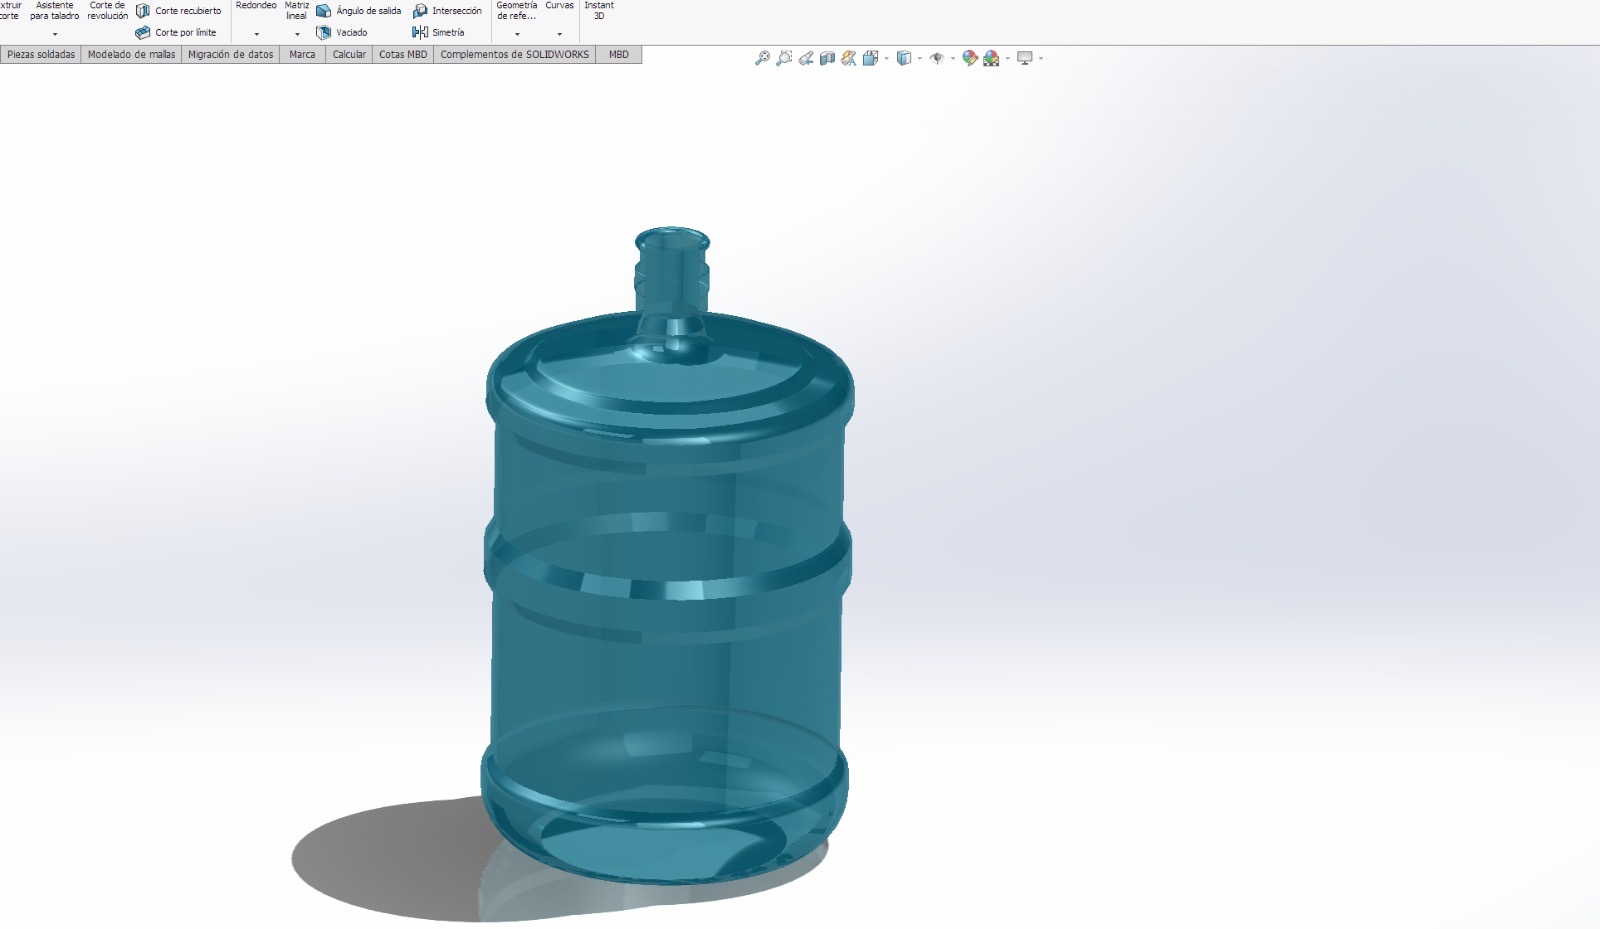 xtruir
corte
Asistente
para taladro
Corte de
revolución
Corte recubierto
Corte por límite
Redondeo
Matriz
lineal
Ángulo de salida
Vaciado
Intersección
Simetría
Geometría
de refe...
Curvas
Instant
3D
Piezas soldadas
Modelado de mallas
Migración de datos
Marca
Calcular
Cotas MBD
Complementos de SOLIDWORKS
MBD